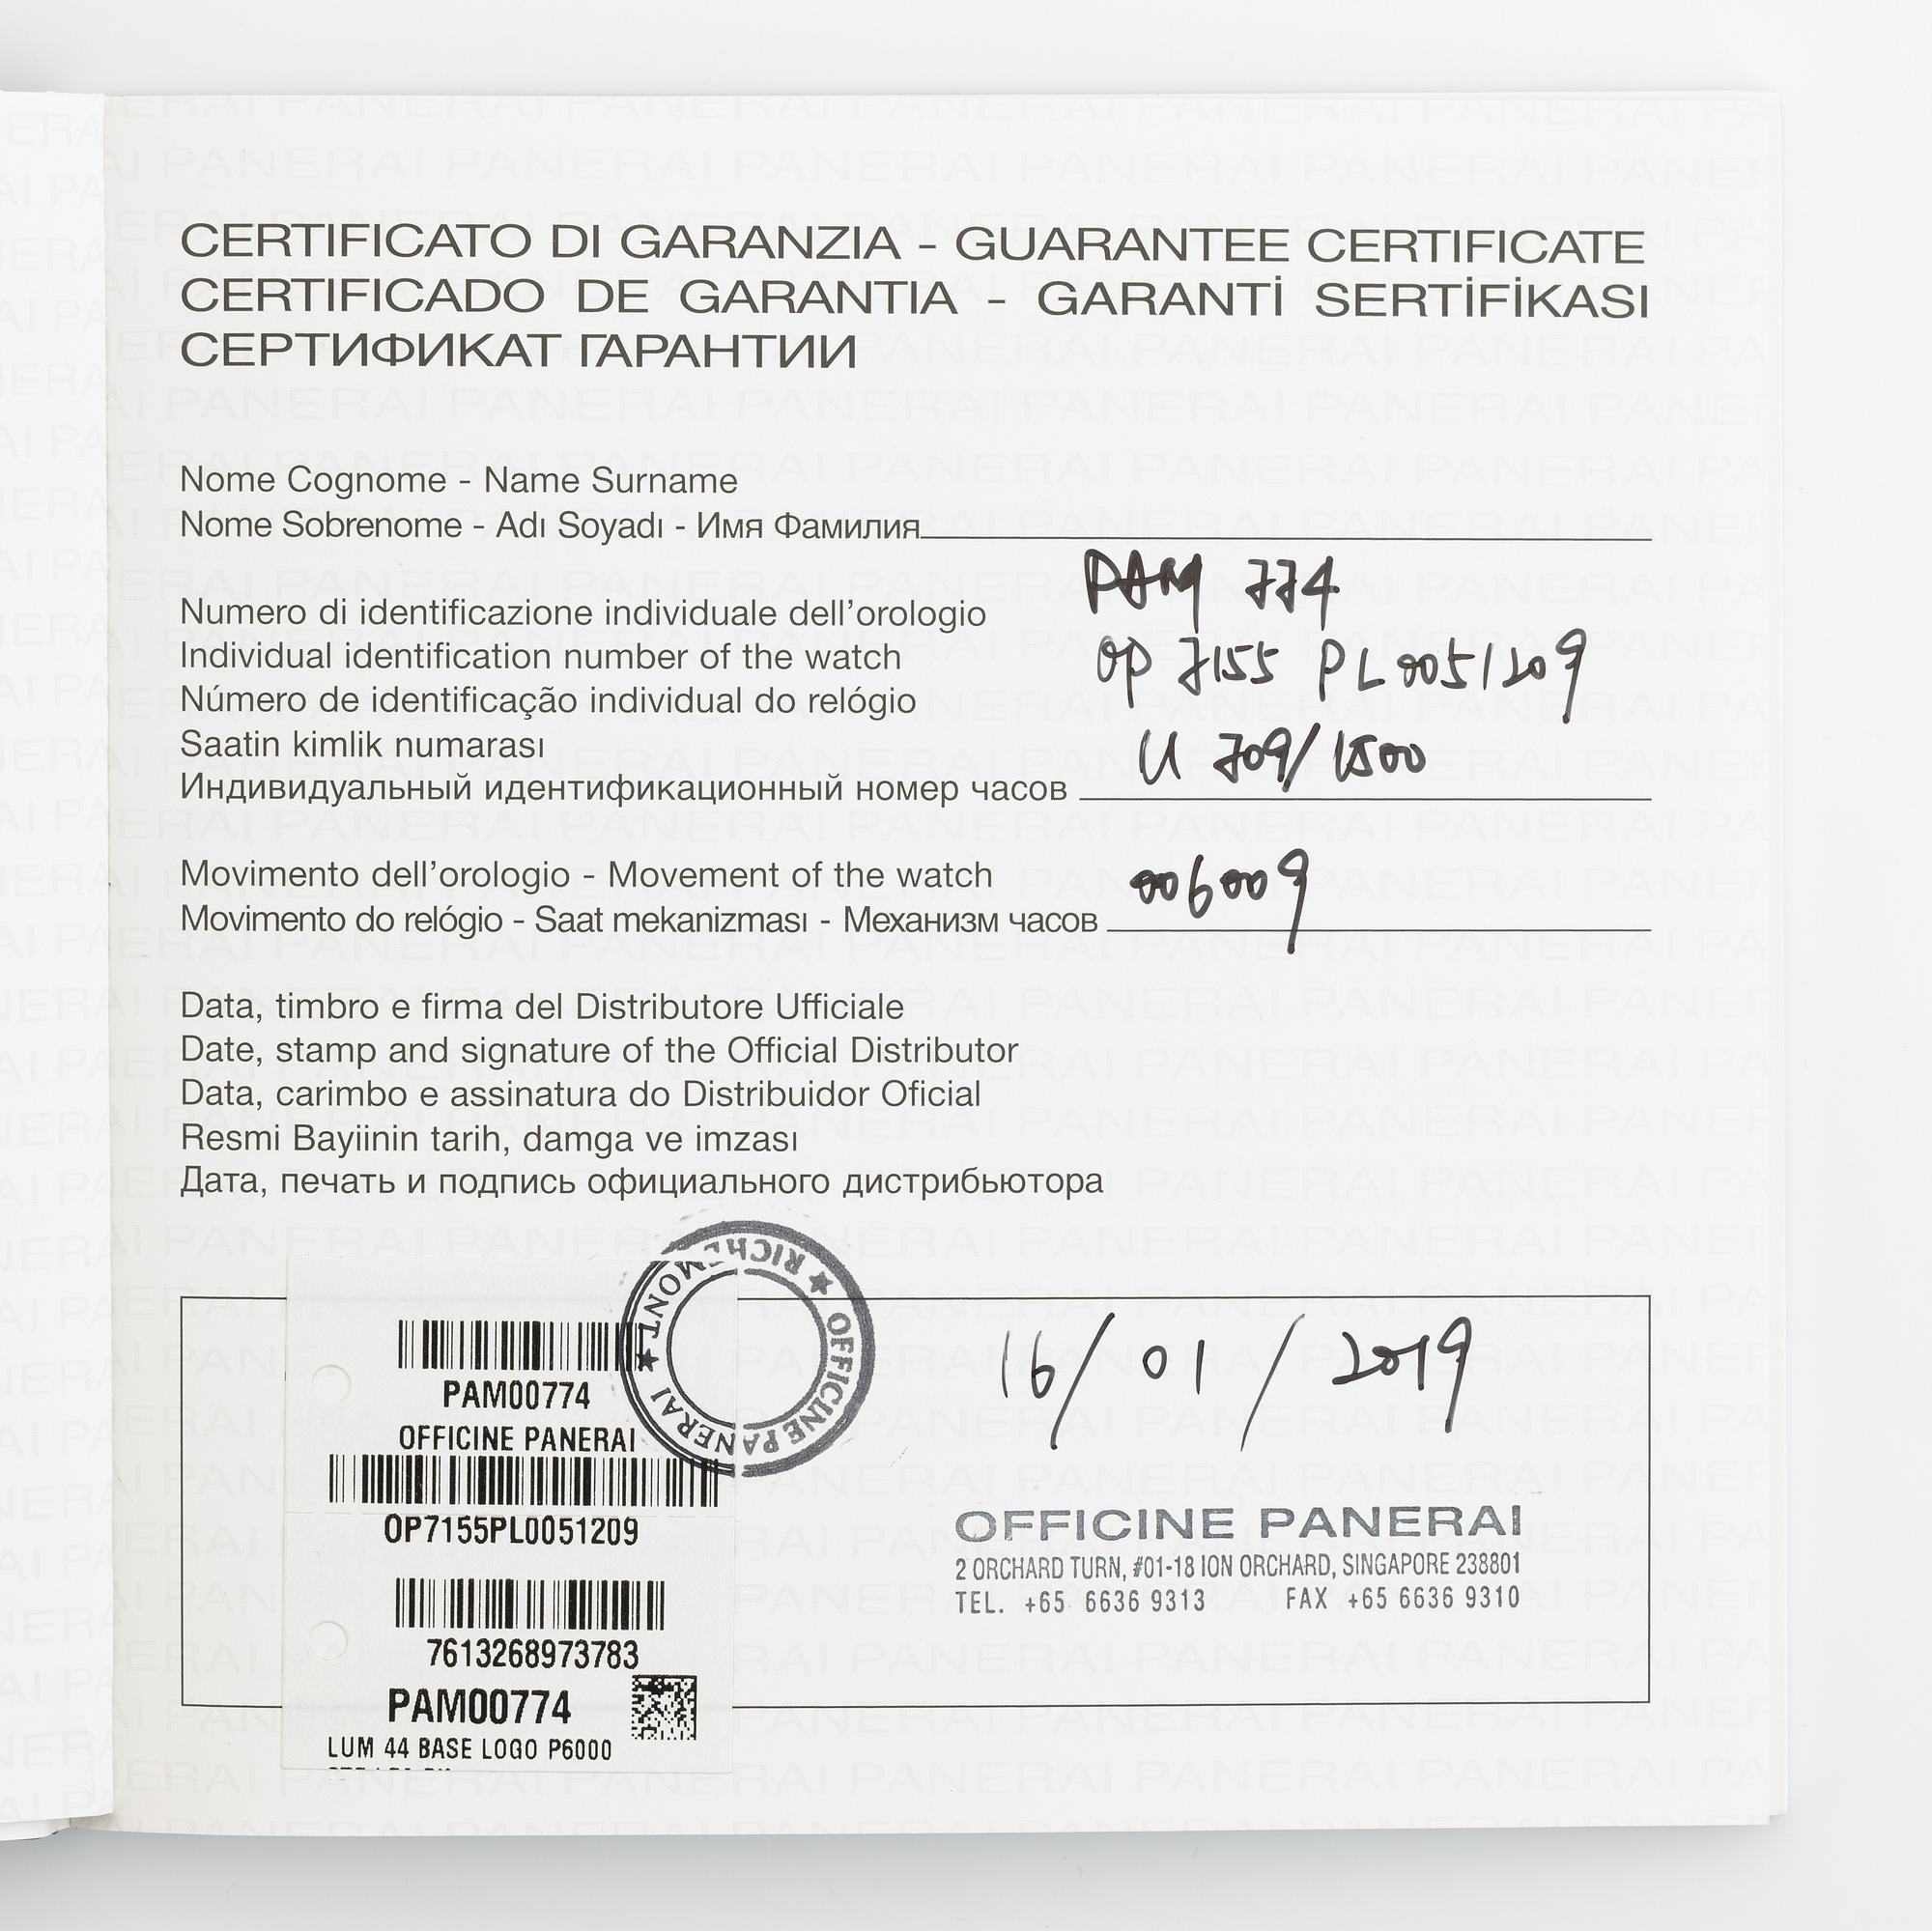 CERTIFICATO DI GARANZIA - GUARANTEE CERTIFICATE
CERTIFICADO DE GARANTIA - GARANTİ SERTİFİKASI
СЕРТИФИКАТ ГАРАНТИИ
Nome Cognome - Name Surname
Nome Sobrenome - Adı Soyadı - Имя Фамилия
PAM 774
Numero di identificazione individuale dell'orologio
Individual identification number of the watch
OP 7155 PL0051209
Número de identificação individual do relógio
Saatin kimlik numarası
U 709/1500
Индивидуальный идентификационный номер часов
Movimento dell'orologio - Movement of the watch
006009
Movimento do relógio - Saat mekanizması - Механизм часов
Data, timbro e firma del Distributore Ufficiale
Date, stamp and signature of the Official Distributor
Data, carimbo e assinatura do Distribuidor Oficial
Resmi Bayiinin tarih, damga ve imzası
Дата, печать и подпись официального дистрибьютора
OFFICINE PANERAI ★ RICHEMONT ★
PAM00774
OFFICINE PANERAI
OP7155PL0051209
7613268973783
PAM00774
LUM 44 BASE LOGO P6000
16/01/2019
OFFICINE PANERAI
2 ORCHARD TURN, #01-18 ION ORCHARD, SINGAPORE 238801
TEL. +65 6636 9313 FAX +65 6636 9310